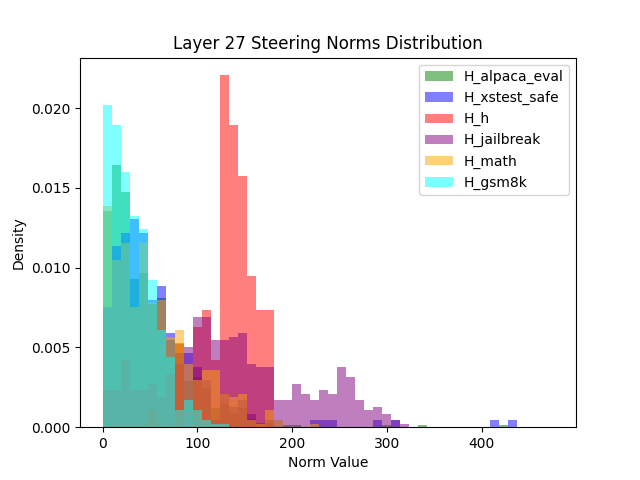 Layer 27 Steering Norms Distribution
H_alpaca_eval
H_xstest_safe
H_h
H_jailbreak
H_math
H_gsm8k
Density
0.020
0.015
0.010
0.005
0.000
0
100
200
300
400
Norm Value